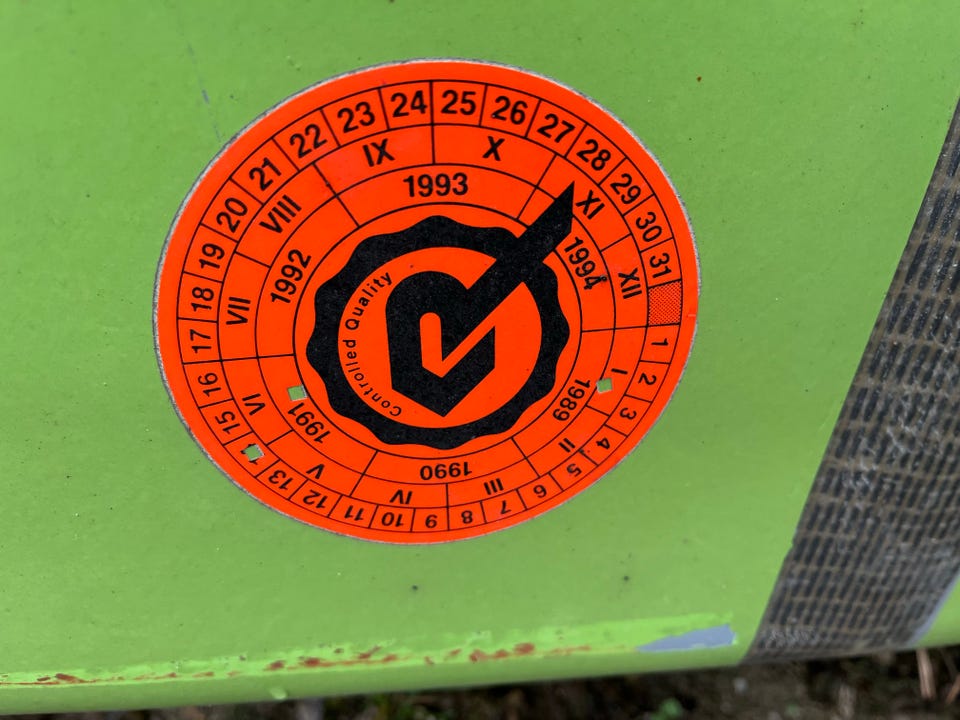 1 2 3 4 5 6 7 8 9 10 11 12 13 15 16 17 18 19 20 21 22 23 24 25 26 27 28 29 30 31
I II III IV V VI VII VIII IX X XI XII
1989 1990 1991 1992 1993 1994
Controlled Quality